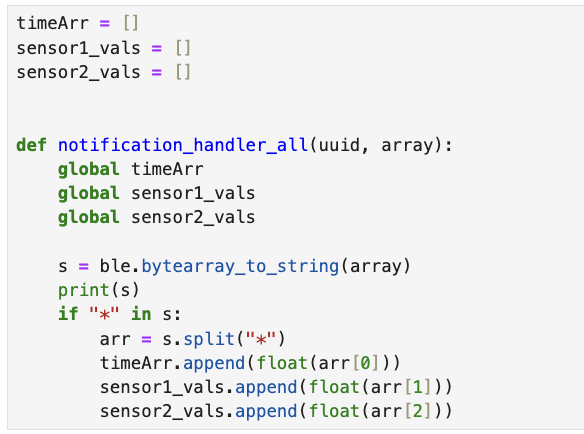 timeArr = []
sensor1_vals = []
sensor2_vals = []
def notification_handler_all(uuid, array):
    global timeArr
    global sensor1_vals
    global sensor2_vals
    s = ble.bytearray_to_string(array)
    print(s)
    if "*" in s:
        arr = s.split("*")
        timeArr.append(float(arr[0]))
        sensor1_vals.append(float(arr[1]))
        sensor2_vals.append(float(arr[2]))